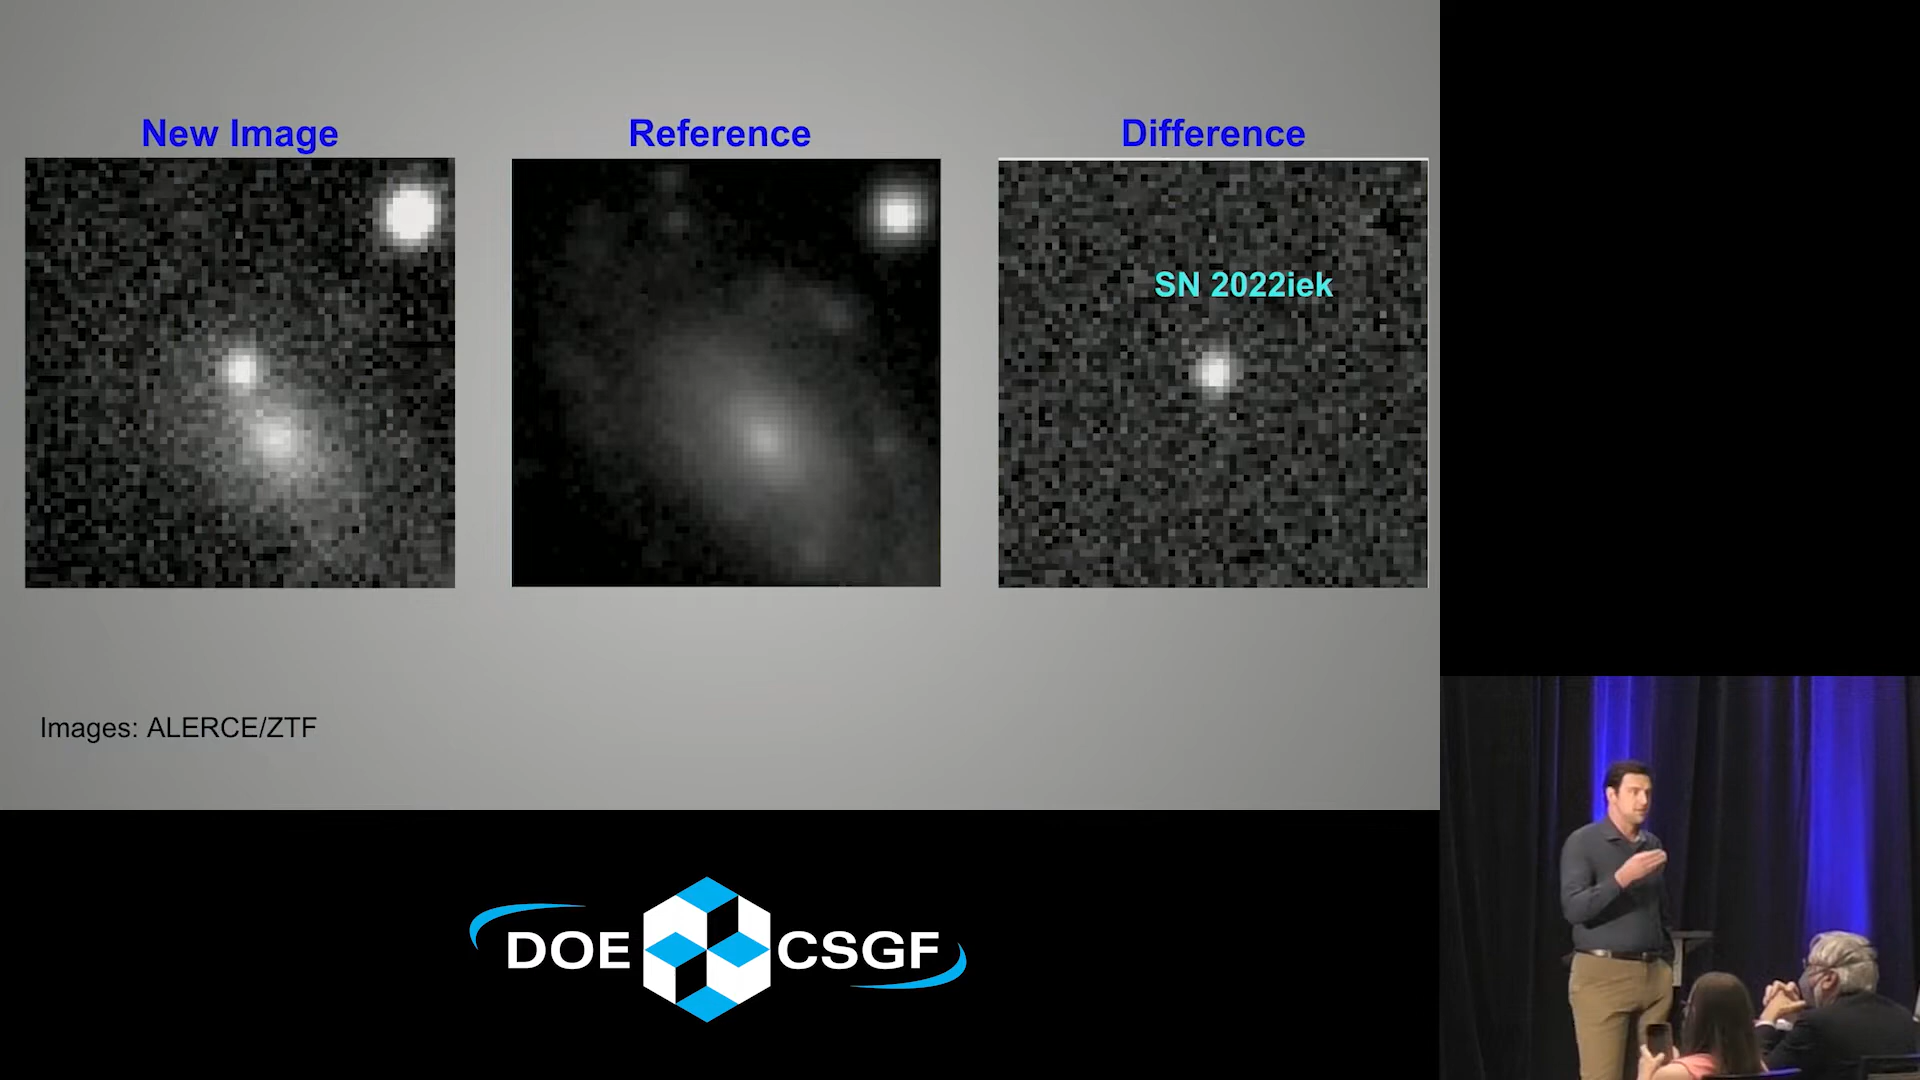 New Image
Reference
Difference
SN 2022iek
Images: ALERCE/ZTF
DOE CSGF